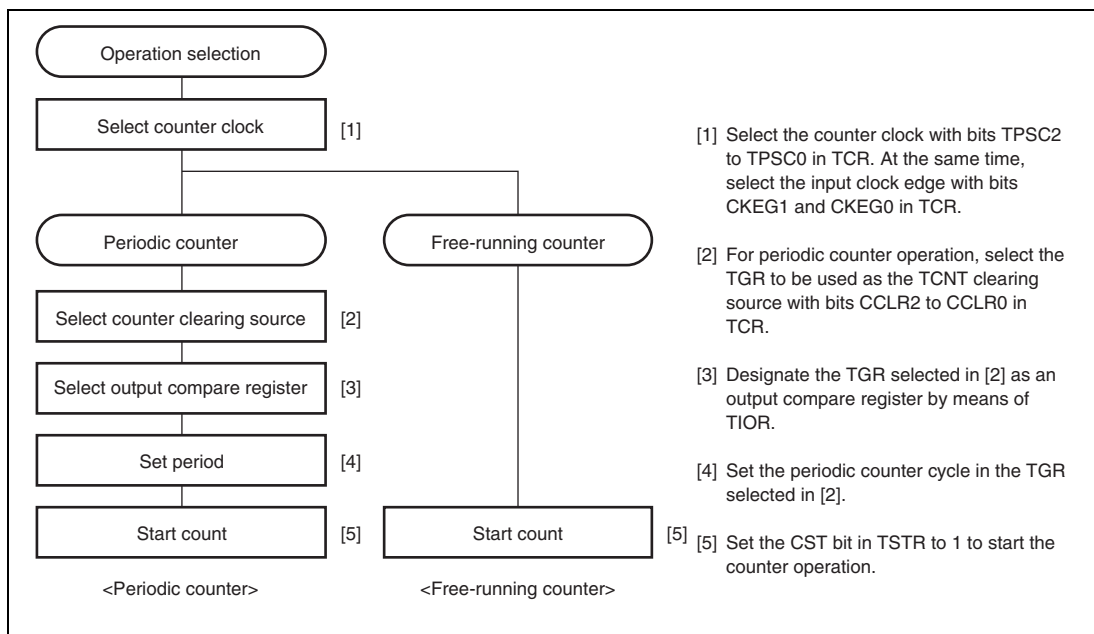 Operation selection
Select counter clock
[1]
Periodic counter
Free-running counter
Select counter clearing source
[2]
Select output compare register
[3]
Set period
[4]
Start count
[5]
Start count
[5]
<Periodic counter>
<Free-running counter>
[1] Select the counter clock with bits TPSC2
to TPSC0 in TCR. At the same time,
select the input clock edge with bits
CKEG1 and CKEG0 in TCR.
[2] For periodic counter operation, select the
TGR to be used as the TCNT clearing
source with bits CCLR2 to CCLR0 in
TCR.
[3] Designate the TGR selected in [2] as an
output compare register by means of
TIOR.
[4] Set the periodic counter cycle in the TGR
selected in [2].
[5] Set the CST bit in TSTR to 1 to start the
counter operation.